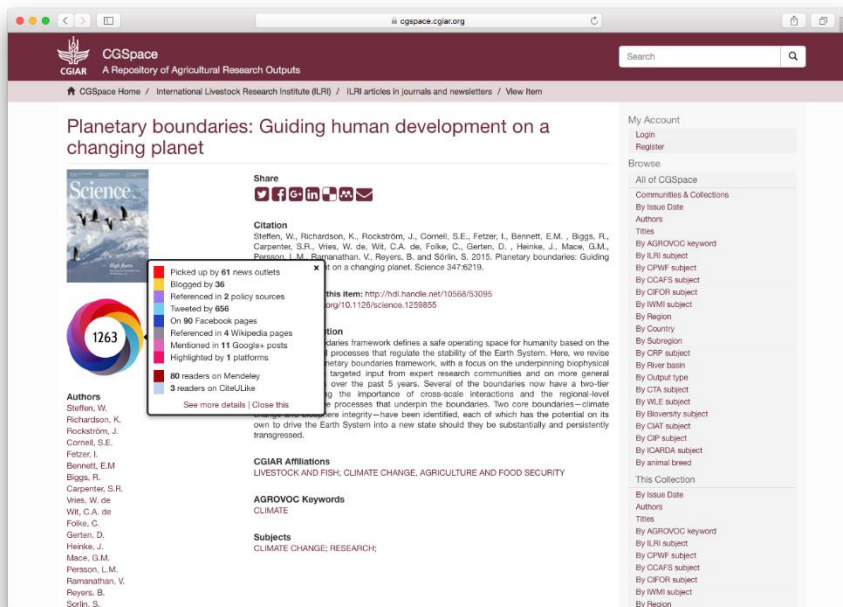 cgspace.cgiar.org
CGIAR
CGSpace
A Repository of Agricultural Research Outputs
Search
CGSpace Home / International Livestock Research Institute (ILRI) / ILRI articles in journals and newsletters / View Item
Planetary boundaries: Guiding human development on a
changing planet
Science
Share
Citation
Steffen, W., Richardson, K., Rockström, J., Cornell, S.E., Fetzer, I., Bennett, E.M. , Biggs, R.,
Carpenter, S.R., Vries, W. de, Wit, C.A. de, Folke, C., Gerten, D. , Heinke, J., Mace, G.M.,
Persson, L.M., Ramanathan, V., Reyers, B. and Sörlin, S. 2015. Planetary boundaries: Guiding
t on a changing planet. Science 347:6219.
this item: http://hdl.handle.net/10568/53095
org/10.1126/science.1259855
tion
daries framework defines a safe operating space for humanity based on the
processes that regulate the stability of the Earth System. Here, we revise
netary boundaries framework, with a focus on the underpinning biophysical
targeted input from expert research communities and on more general
over the past 5 years. Several of the boundaries now have a two-tier
ng the importance of cross-scale interactions and the regional-level
e processes that underpin the boundaries. Two core boundaries—climate
change and biosphere integrity—have been identified, each of which has the potential on its
own to drive the Earth System into a new state should they be substantially and persistently
transgressed.
CGIAR Affiliations
LIVESTOCK AND FISH; CLIMATE CHANGE, AGRICULTURE AND FOOD SECURITY
AGROVOC Keywords
CLIMATE
Subjects
CLIMATE CHANGE; RESEARCH;
1263
Picked up by 61 news outlets
x
Blogged by 36
Referenced in 2 policy sources
Tweeted by 656
On 90 Facebook pages
Referenced in 4 Wikipedia pages
Mentioned in 11 Google+ posts
Highlighted by 1 platforms
80 readers on Mendeley
3 readers on CiteULike
See more details | Close this
Authors
Steffen, W.
Richardson, K.
Rockström, J.
Cornell, S.E.
Fetzer, I.
Bennett, E.M
Biggs, R.
Carpenter, S.R.
Vries, W. de
Wit, C.A. de
Folke, C.
Gerten, D.
Heinke, J.
Mace, G.M.
Persson, L.M.
Ramanathan, V.
Reyers, B.
Sorlin, S.
My Account
Login
Register
Browse
All of CGSpace
Communities & Collections
By Issue Date
Authors
Titles
By AGROVOC keyword
By ILRI subject
By CPWF subject
By CCAFS subject
By CIFOR subject
By IWMI subject
By Region
By Country
By Subregion
By CRP subject
By River basin
By Output type
By CTA subject
By WLE subject
By Bioversity subject
By CIAT subject
By CIP subject
By ICARDA subject
By animal breed
This Collection
By Issue Date
Authors
Titles
By AGROVOC keyword
By ILRI subject
By CPWF subject
By CCAFS subject
By CIFOR subject
By IWMI subject
By Region